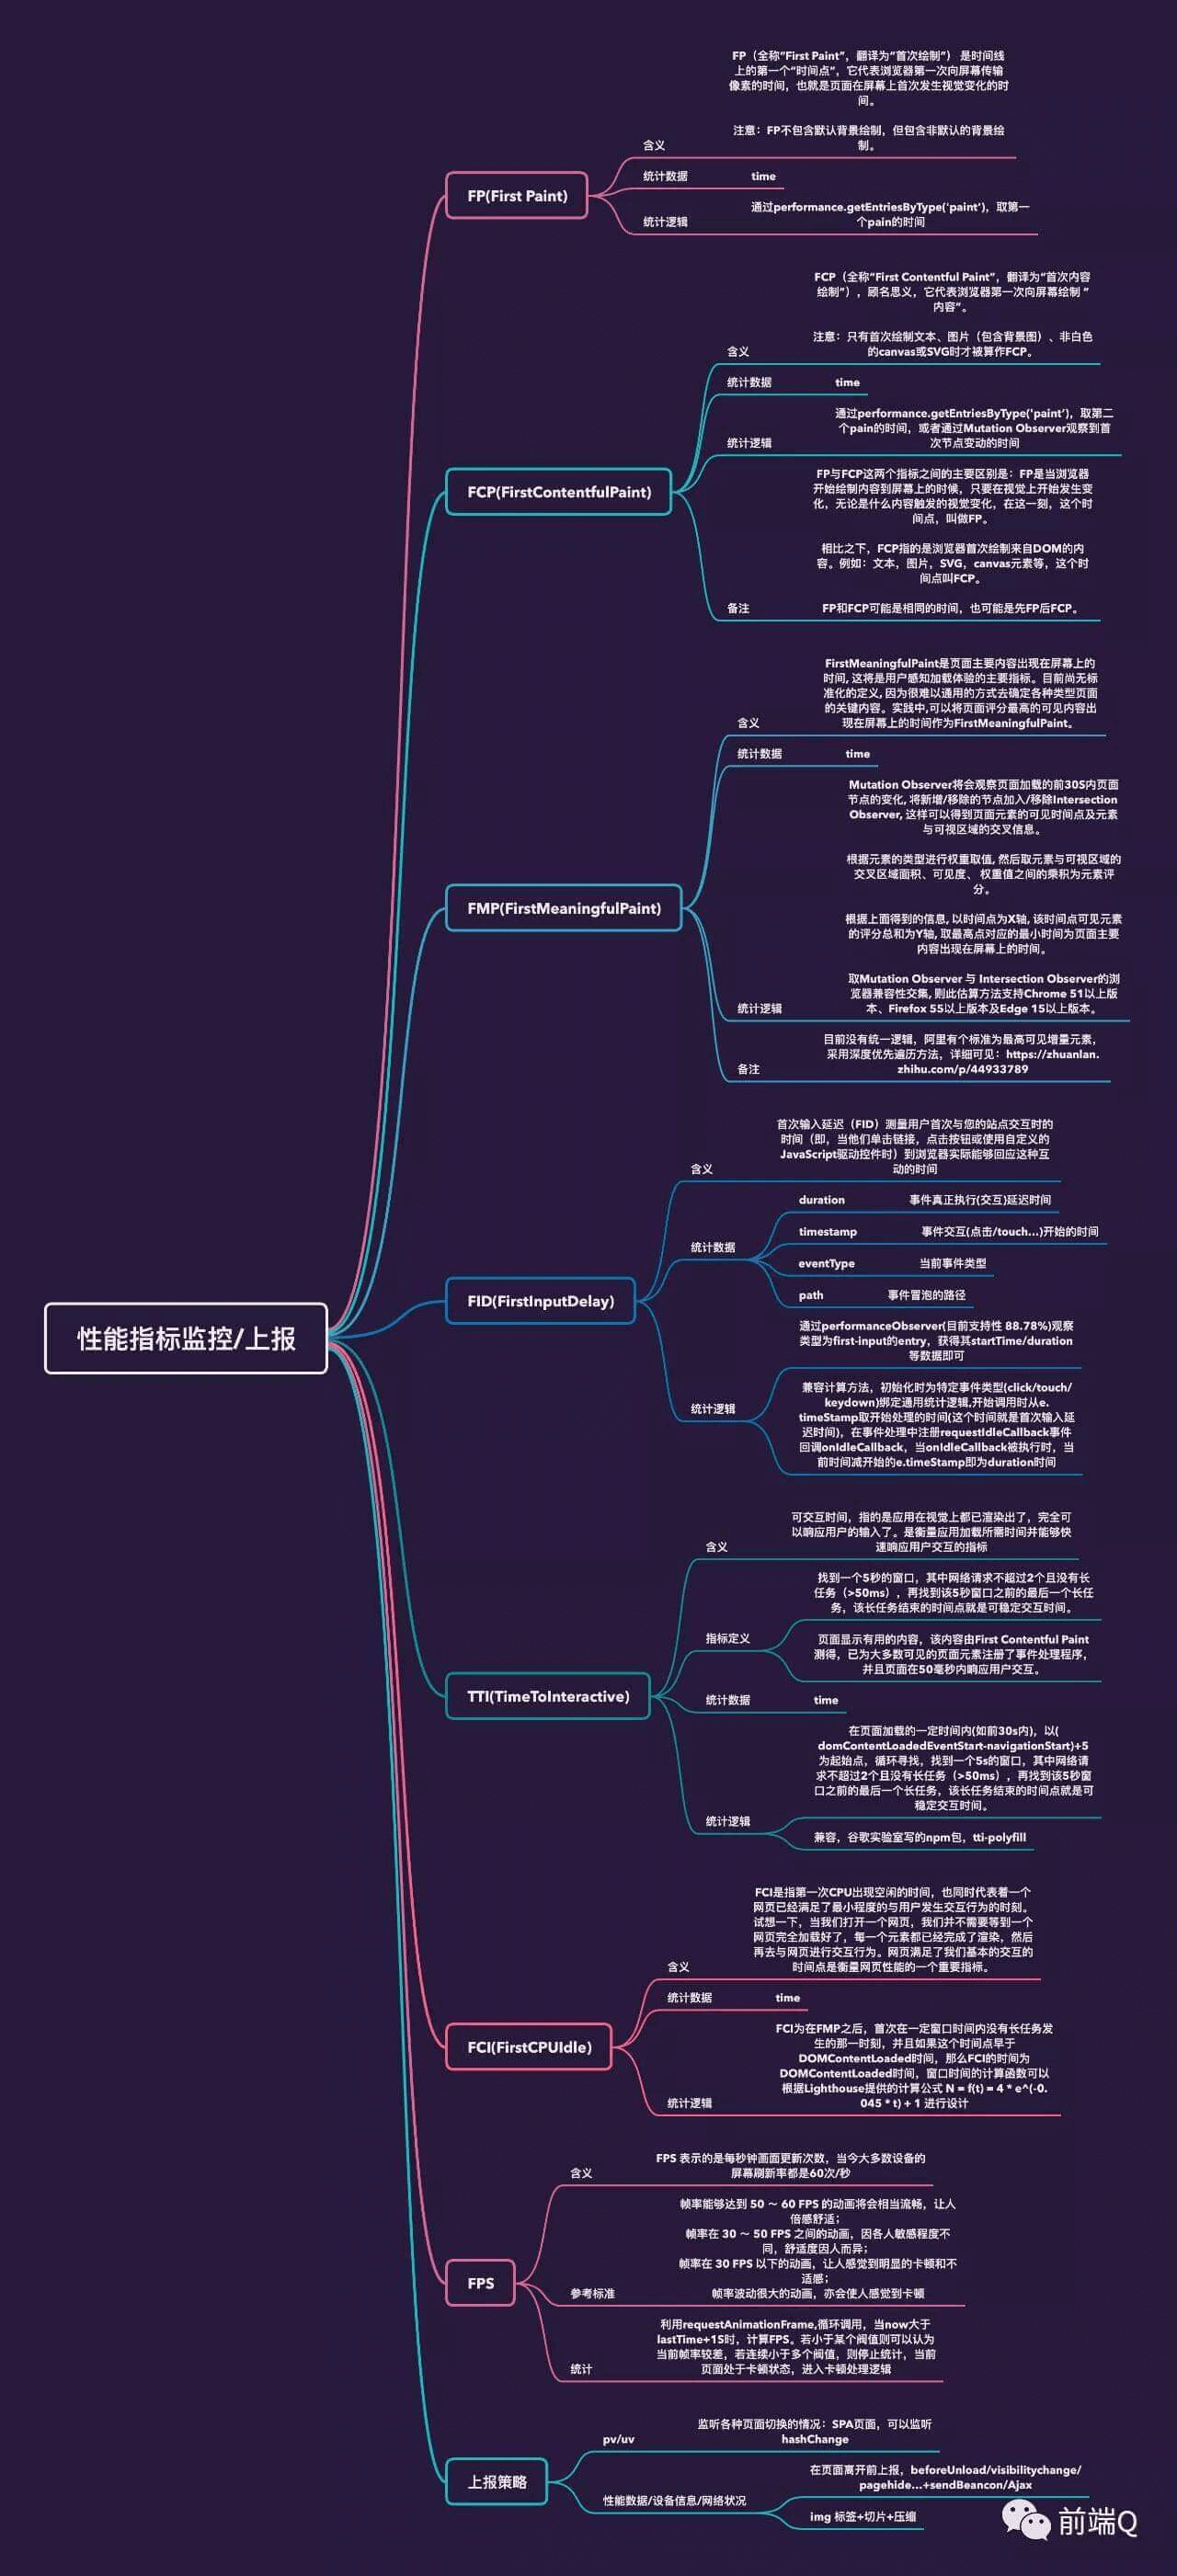 FP（全称“First Paint”，翻译为“首次绘制”） 是时间线
上的第一个“时间点”，它代表浏览器第一次向屏幕传输
像素的时间，也就是页面在屏幕上首次发生视觉变化的时
间。
注意：FP不包含默认背景绘制，但包含非默认的背景绘
制。
含义
统计数据 time
FP(First Paint)
通过performance.getEntriesByType('paint')，取第一
个pain的时间
统计逻辑
FCP（全称“First Contentful Paint”，翻译为“首次内容
绘制”），顾名思义，它代表浏览器第一次向屏幕绘制 “
内容”。
注意：只有首次绘制文本、图片（包含背景图）、非白色
的canvas或SVG时才被算作FCP。
含义
统计数据 time
通过performance.getEntriesByType('paint')，取第二
个pain的时间，或者通过Mutation Observer观察到首
次节点变动的时间
统计逻辑
FCP(FirstContentfulPaint)
FP与FCP这两个指标之间的主要区别是：FP是当浏览器
开始绘制内容到屏幕上的时候，只要在视觉上开始发生变
化，无论是什么内容触发的视觉变化，在这一刻，这个时
间点，叫做FP。
相比之下，FCP指的是浏览器首次绘制来自DOM的内
容。例如：文本，图片，SVG，canvas元素等，这个时
间点叫FCP。
备注 FP和FCP可能是相同的时间，也可能是先FP后FCP。
FirstMeaningfulPaint是页面主要内容出现在屏幕上的
时间, 这将是用户感知加载体验的主要指标。目前尚无标
准化的定义, 因为很难以通用的方式去确定各种类型页面
的关键内容。实践中,可以将页面评分最高的可见内容出
现在屏幕上的时间作为FirstMeaningfulPaint。
含义
统计数据 time
Mutation Observer将会观察页面加载的前30S内页面
节点的变化, 将新增/移除的节点加入/移除Intersection
Observer, 这样可以得到页面元素的可见时间点及元素
与可视区域的交叉信息。
根据元素的类型进行权重取值, 然后取元素与可视区域的
交叉区域面积、可见度、 权重值之间的乘积为元素评
分。
FMP(FirstMeaningfulPaint)
根据上面得到的信息, 以时间点为X轴, 该时间点可见元素
的评分总和为Y轴, 取最高点对应的最小时间为页面主要
内容出现在屏幕上的时间。
取Mutation Observer 与 Intersection Observer的浏
览器兼容性交集, 则此估算方法支持Chrome 51以上版
本、Firefox 55以上版本及Edge 15以上版本。
统计逻辑
目前没有统一逻辑，阿里有个标准为最高可见增量元素，
采用深度优先遍历方法，详细可见：https://zhuanlan.
zhihu.com/p/44933789
备注
首次输入延迟（FID）测量用户首次与您的站点交互时的
时间（即，当他们单击链接，点击按钮或使用自定义的
JavaScript驱动控件时）到浏览器实际能够回应这种互
动的时间
含义
duration 事件真正执行(交互)延迟时间
timestamp 事件交互(点击/touch...)开始的时间
统计数据
eventType 当前事件类型
path 事件冒泡的路径
FID(FirstInputDelay)
性能指标监控/上报
通过performanceObserver(目前支持性 88.78%)观察
类型为first-input的entry，获得其startTime/duration
等数据即可
统计逻辑
兼容计算方法，初始化时为特定事件类型(click/touch/
keydown)绑定通用统计逻辑,开始调用时从e.
timeStamp取开始处理的时间(这个时间就是首次输入延
迟时间)，在事件处理中注册requestIdleCallback事件
回调onIdleCallback，当onIdleCallback被执行时，当
前时间减开始的e.timeStamp即为duration时间
可交互时间，指的是应用在视觉上都已渲染出了，完全可
以响应用户的输入了。是衡量应用加载所需时间并能够快
速响应用户交互的指标
含义
找到一个5秒的窗口，其中网络请求不超过2个且没有长
任务（>50ms），再找到该5秒窗口之前的最后一个长任
务，该长任务结束的时间点就是可稳定交互时间。
指标定义
页面显示有用的内容，该内容由First Contentful Paint
测得，已为大多数可见的页面元素注册了事件处理程序，
并且页面在50毫秒内响应用户交互。
TTI(TimeToInteractive)
统计数据 time
在页面加载的一定时间内(如前30s内)，以(
domContentLoadedEventStart-navigationStart)+5
为起始点，循环寻找，找到一个5s的窗口，其中网络请
求不超过2个且没有长任务（>50ms），再找到该5秒窗
口之前的最后一个长任务，该长任务结束的时间点就是可
稳定交互时间。
统计逻辑
兼容，谷歌实验室写的npm包，tti-polyfill
FCI是指第一次CPU出现空闲的时间，也同时代表着一个
网页已经满足了最小程度的与用户发生交互行为的时刻。
试想一下，当我们打开一个网页，我们并不需要等到一个
网页完全加载好了，每一个元素都已经完成了渲染，然后
再去与网页进行交互行为。网页满足了我们基本的交互的
时间点是衡量网页性能的一个重要指标。
含义
统计数据 time
FCI(FirstCPUIdle)
FCI为在FMP之后，首次在一定窗口时间内没有长任务发
生的那一时刻，并且如果这个时间点早于
DOMContentLoaded时间，那么FCI的时间为
DOMContentLoaded时间，窗口时间的计算函数可以
根据Lighthouse提供的计算公式 N = f(t) = 4 * e^(-0.
045 * t) + 1 进行设计
统计逻辑
FPS 表示的是每秒钟画面更新次数，当今大多数设备的
屏幕刷新率都是60次/秒
含义
帧率能够达到 50 ～ 60 FPS 的动画将会相当流畅，让人
倍感舒适；
帧率在 30 ～ 50 FPS 之间的动画，因各人敏感程度不
同，舒适度因人而异；
帧率在 30 FPS 以下的动画，让人感觉到明显的卡顿和不
适感；
帧率波动很大的动画，亦会使人感觉到卡顿
参考标准
FPS
利用requestAnimationFrame,循环调用，当now大于
lastTime+1S时，计算FPS。若小于某个阀值则可以认为
当前帧率较差，若连续小于多个阀值，则停止统计，当前
页面处于卡顿状态，进入卡顿处理逻辑
统计
监听各种页面切换的情况：SPA页面，可以监听
hashChange
pv/uv
上报策略
在页面离开前上报，beforeUnload/visibilitychange/
pagehide...+sendBeacon/Ajax
性能数据/设备信息/网络状况
img 标签+切片+压缩
前端Q